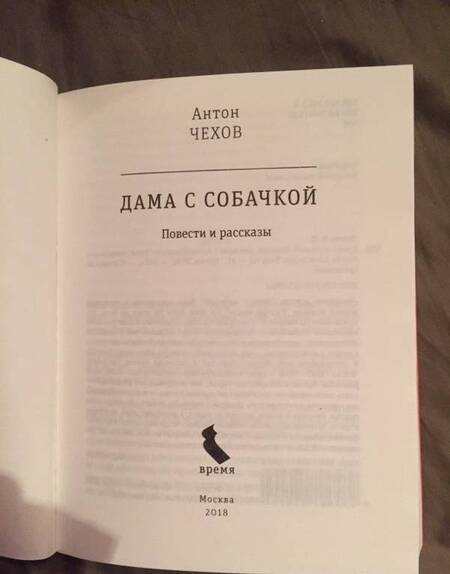 Антон
ЧЕХОВ
ДАМА С СОБАЧКОЙ
Повести и рассказы
время
Москва
2018